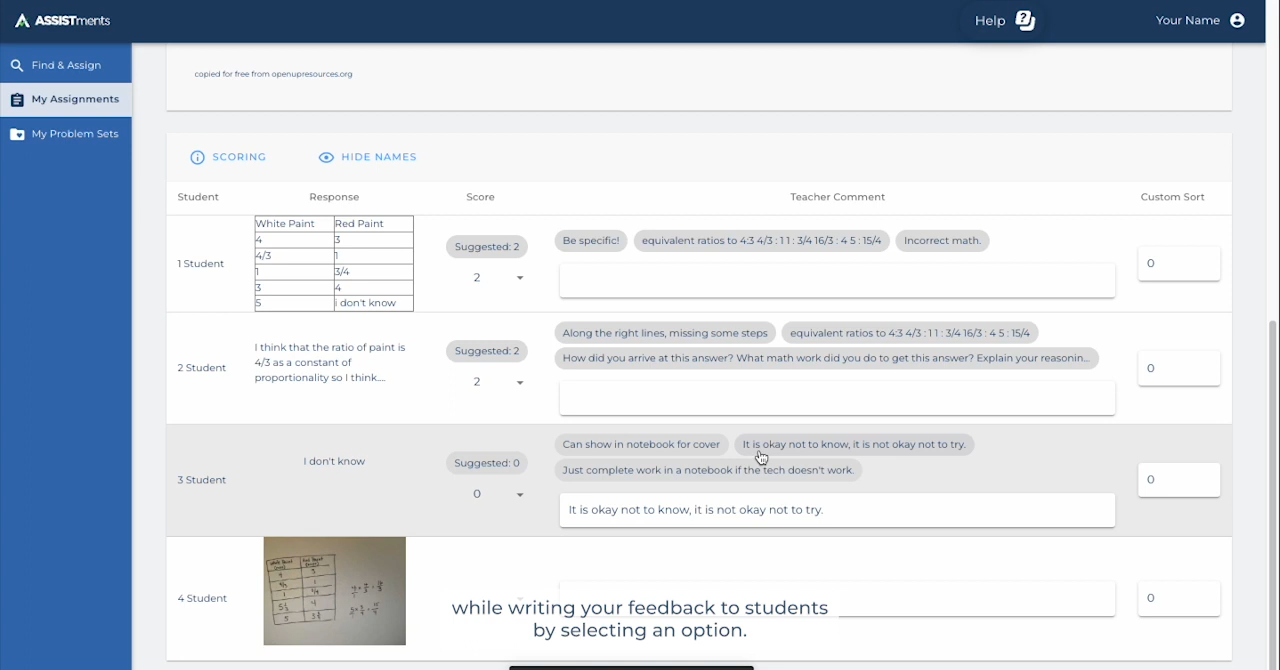 ASSISTments
Help
Your Name
Find & Assign
My Assignments
My Problem Sets
copied for free from openupresources.org
SCORING
HIDE NAMES
Student
Response
Score
Teacher Comment
Custom Sort
1 Student
White Paint Red Paint
4 3
4/3 1
1 3/4
3 4
5 i don't know
Suggested: 2
2
Be specific!
equivalent ratios to 4:3 4/3 : 1 1 : 3/4 16/3 : 4 5 : 15/4
Incorrect math.
0
2 Student
I think that the ratio of paint is
4/3 as a constant of
proportionality so I think....
Suggested: 2
2
Along the right lines, missing some steps
equivalent ratios to 4:3 4/3 : 1 1 : 3/4 16/3 : 4 5 : 15/4
How did you arrive at this answer? What math work did you do to get this answer? Explain your reasonin...
0
3 Student
I don't know
Suggested: 0
0
Can show in notebook for cover
It is okay not to know, it is not okay not to try.
Just complete work in a notebook if the tech doesn't work.
It is okay not to know, it is not okay not to try.
0
4 Student
0
while writing your feedback to students
by selecting an option.